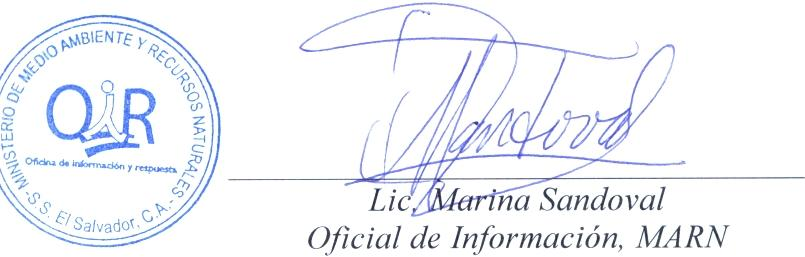 MINISTERIO DE MEDIO AMBIENTE Y RECURSOS NATURALES
OIR
Oficina de información y respuesta
-S.S. El Salvador, C.A.-
Sandoval
Lic. Marina Sandoval
Oficial de Información, MARN